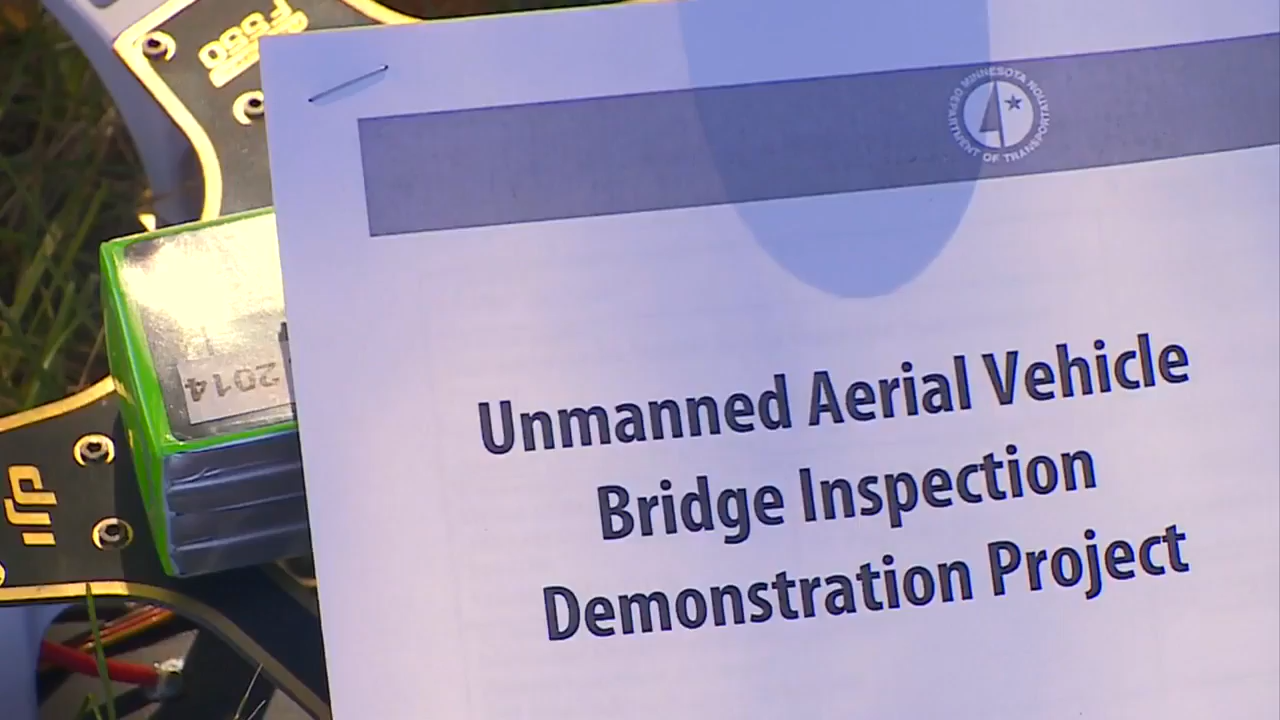 F550
MINNESOTA DEPARTMENT OF TRANSPORTATION
2014
dji
Unmanned Aerial Vehicle
Bridge Inspection
Demonstration Project